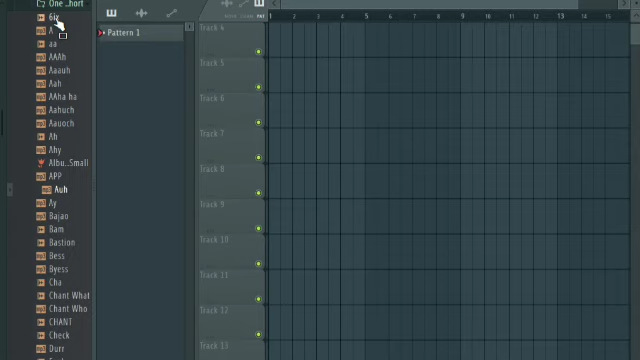 One ..hort
6ix
A
aa
AAAh
Aaauh
Aah
AAha ha
Aahuch
Aauoch
Ah
Ahy
Albu..Small
APP
Auh
Ay
Bajao
Bam
Bastion
Bess
Byess
Cha
Chant What
Chant Who
CHANT
Check
Durr
Pattern 1
1 2 3 4 5 6 7 8 9 10 11 12 13 14 15
Track 4
Track 5
Track 6
Track 7
Track 8
Track 9
Track 10
Track 11
Track 12
Track 13